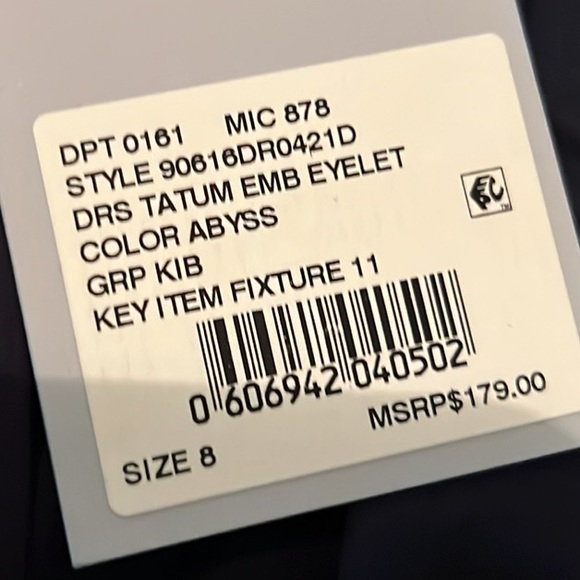 DPT 0161 MIC 878
STYLE 90616DR0421D
DRS TATUM EMB EYELET
COLOR ABYSS
GRP KIB
KEY ITEM FIXTURE 11
0 606942 040502
MSRP$179.00
SIZE 8